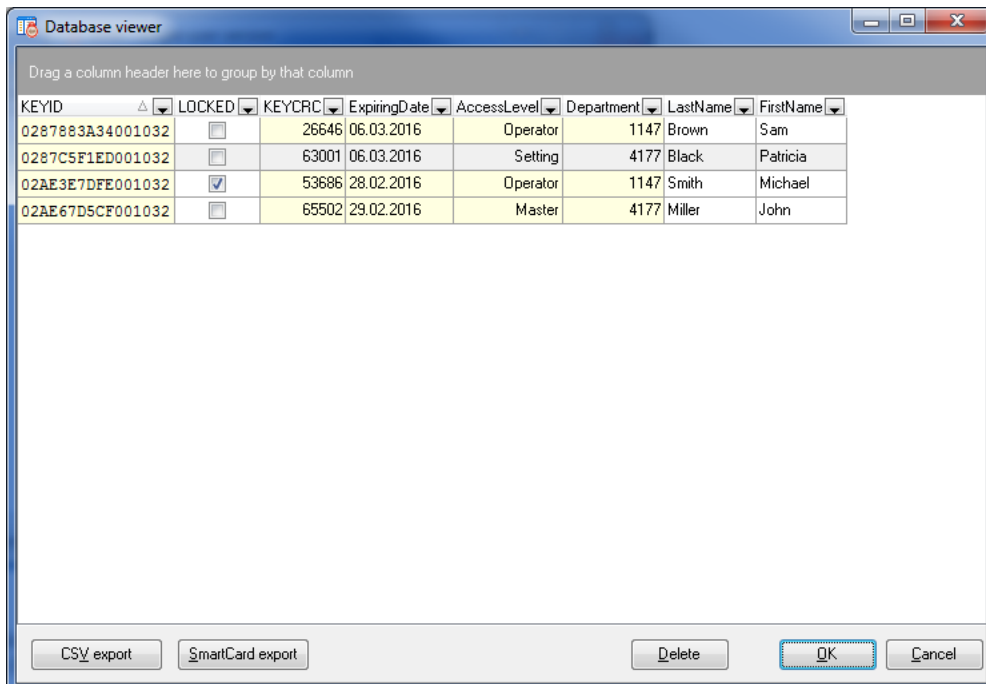 Database viewer
Drag a column header here to group by that column
KEYID LOCKED KEYCRC ExpiringDate AccessLevel Department LastName FirstName
0287883A34001032 26646 06.03.2016 Operator 1147 Brown Sam
0287C5F1ED001032 63001 06.03.2016 Setting 4177 Black Patricia
02AE3E7DFE001032 53686 28.02.2016 Operator 1147 Smith Michael
02AE67D5CF001032 65502 29.02.2016 Master 4177 Miller John
CSV export SmartCard export Delete OK Cancel